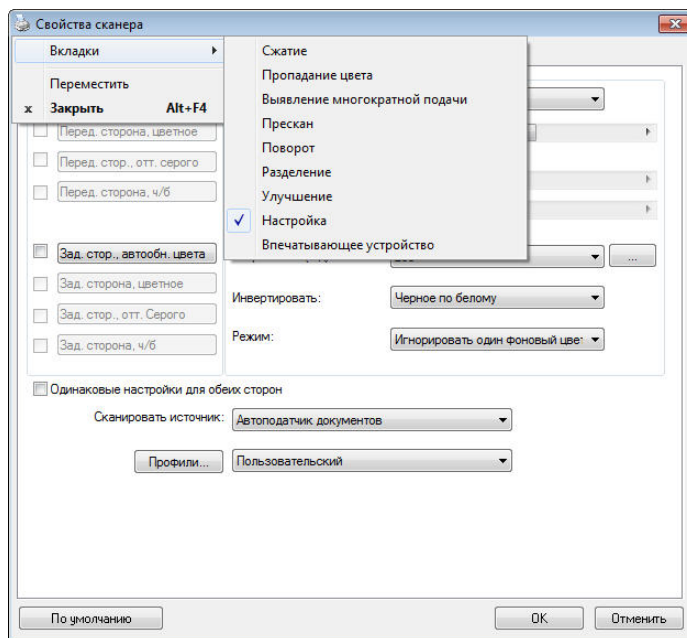 Свойства сканера
Вкладки
Переместить
x Закрыть Alt+F4
Сжатие
Пропадание цвета
Выявление многократной подачи
Прескан
Поворот
Разделение
Улучшение
Настройка
Впечатывающее устройство
Перед. сторона, цветное
Перед. стор., отт. серого
Перед. сторона, ч/б
Зад. стор., автообн. цвета
...
Зад. сторона, цветное
Инвертировать: Черное по белому
Зад. стор., отт. Серого
Режим: Игнорировать один фоновый цве
Зад. сторона, ч/б
Одинаковые настройки для обеих сторон
Сканировать источник: Автоподатчик документов
Профили... Пользовательский
По умолчанию OK Отменить